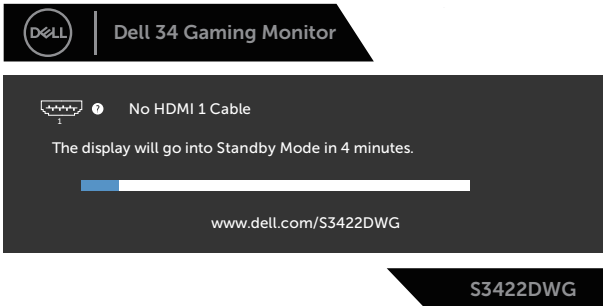 DELL
Dell 34 Gaming Monitor
? No HDMI 1 Cable
1
The display will go into Standby Mode in 4 minutes.
www.dell.com/S3422DWG
S3422DWG